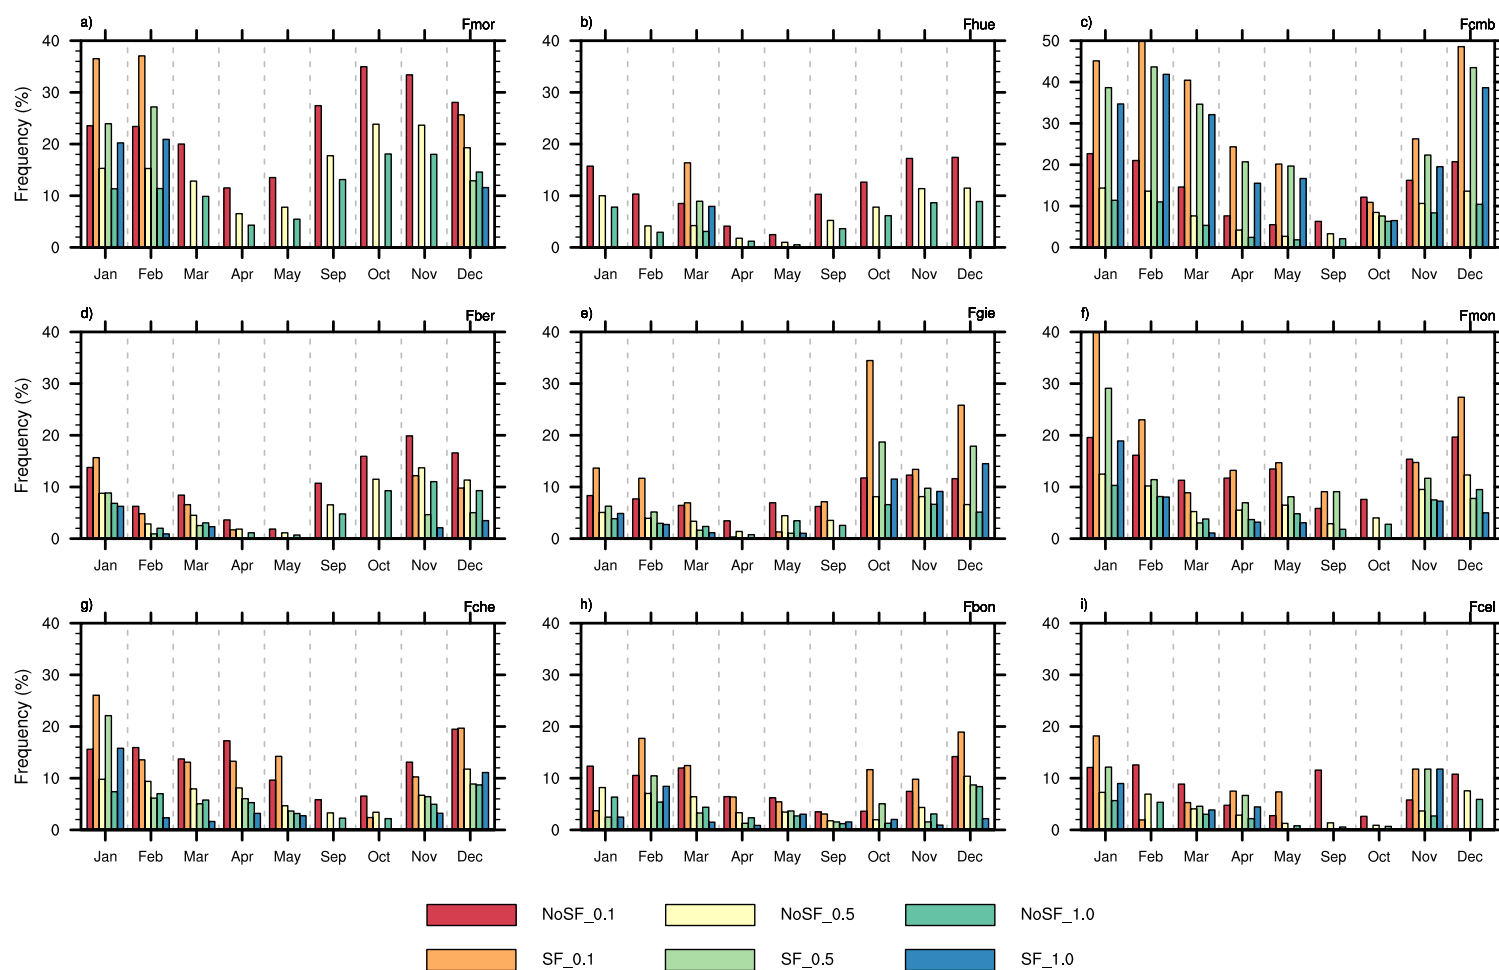 a) Fmor b) Fhue c) Fcmb
40 40 50
40
30 30
Frequency (%) 30
20 20
20
10 10
10
0 0 0
Jan Feb Mar Apr May Sep Oct Nov Dec Jan Feb Mar Apr May Sep Oct Nov Dec Jan Feb Mar Apr May Sep Oct Nov Dec
d) Fber e) Fgie f) Fmon
40 40 40
30 30 30
Frequency (%)
20 20 20
10 10 10
0 0 0
Jan Feb Mar Apr May Sep Oct Nov Dec Jan Feb Mar Apr May Sep Oct Nov Dec Jan Feb Mar Apr May Sep Oct Nov Dec
g) Fche h) Fbon i) Fcel
40 40 40
30 30 30
Frequency (%)
20 20 20
10 10 10
0 0 0
Jan Feb Mar Apr May Sep Oct Nov Dec Jan Feb Mar Apr May Sep Oct Nov Dec Jan Feb Mar Apr May Sep Oct Nov Dec
NoSF_0.1 NoSF_0.5 NoSF_1.0
SF_0.1 SF_0.5 SF_1.0